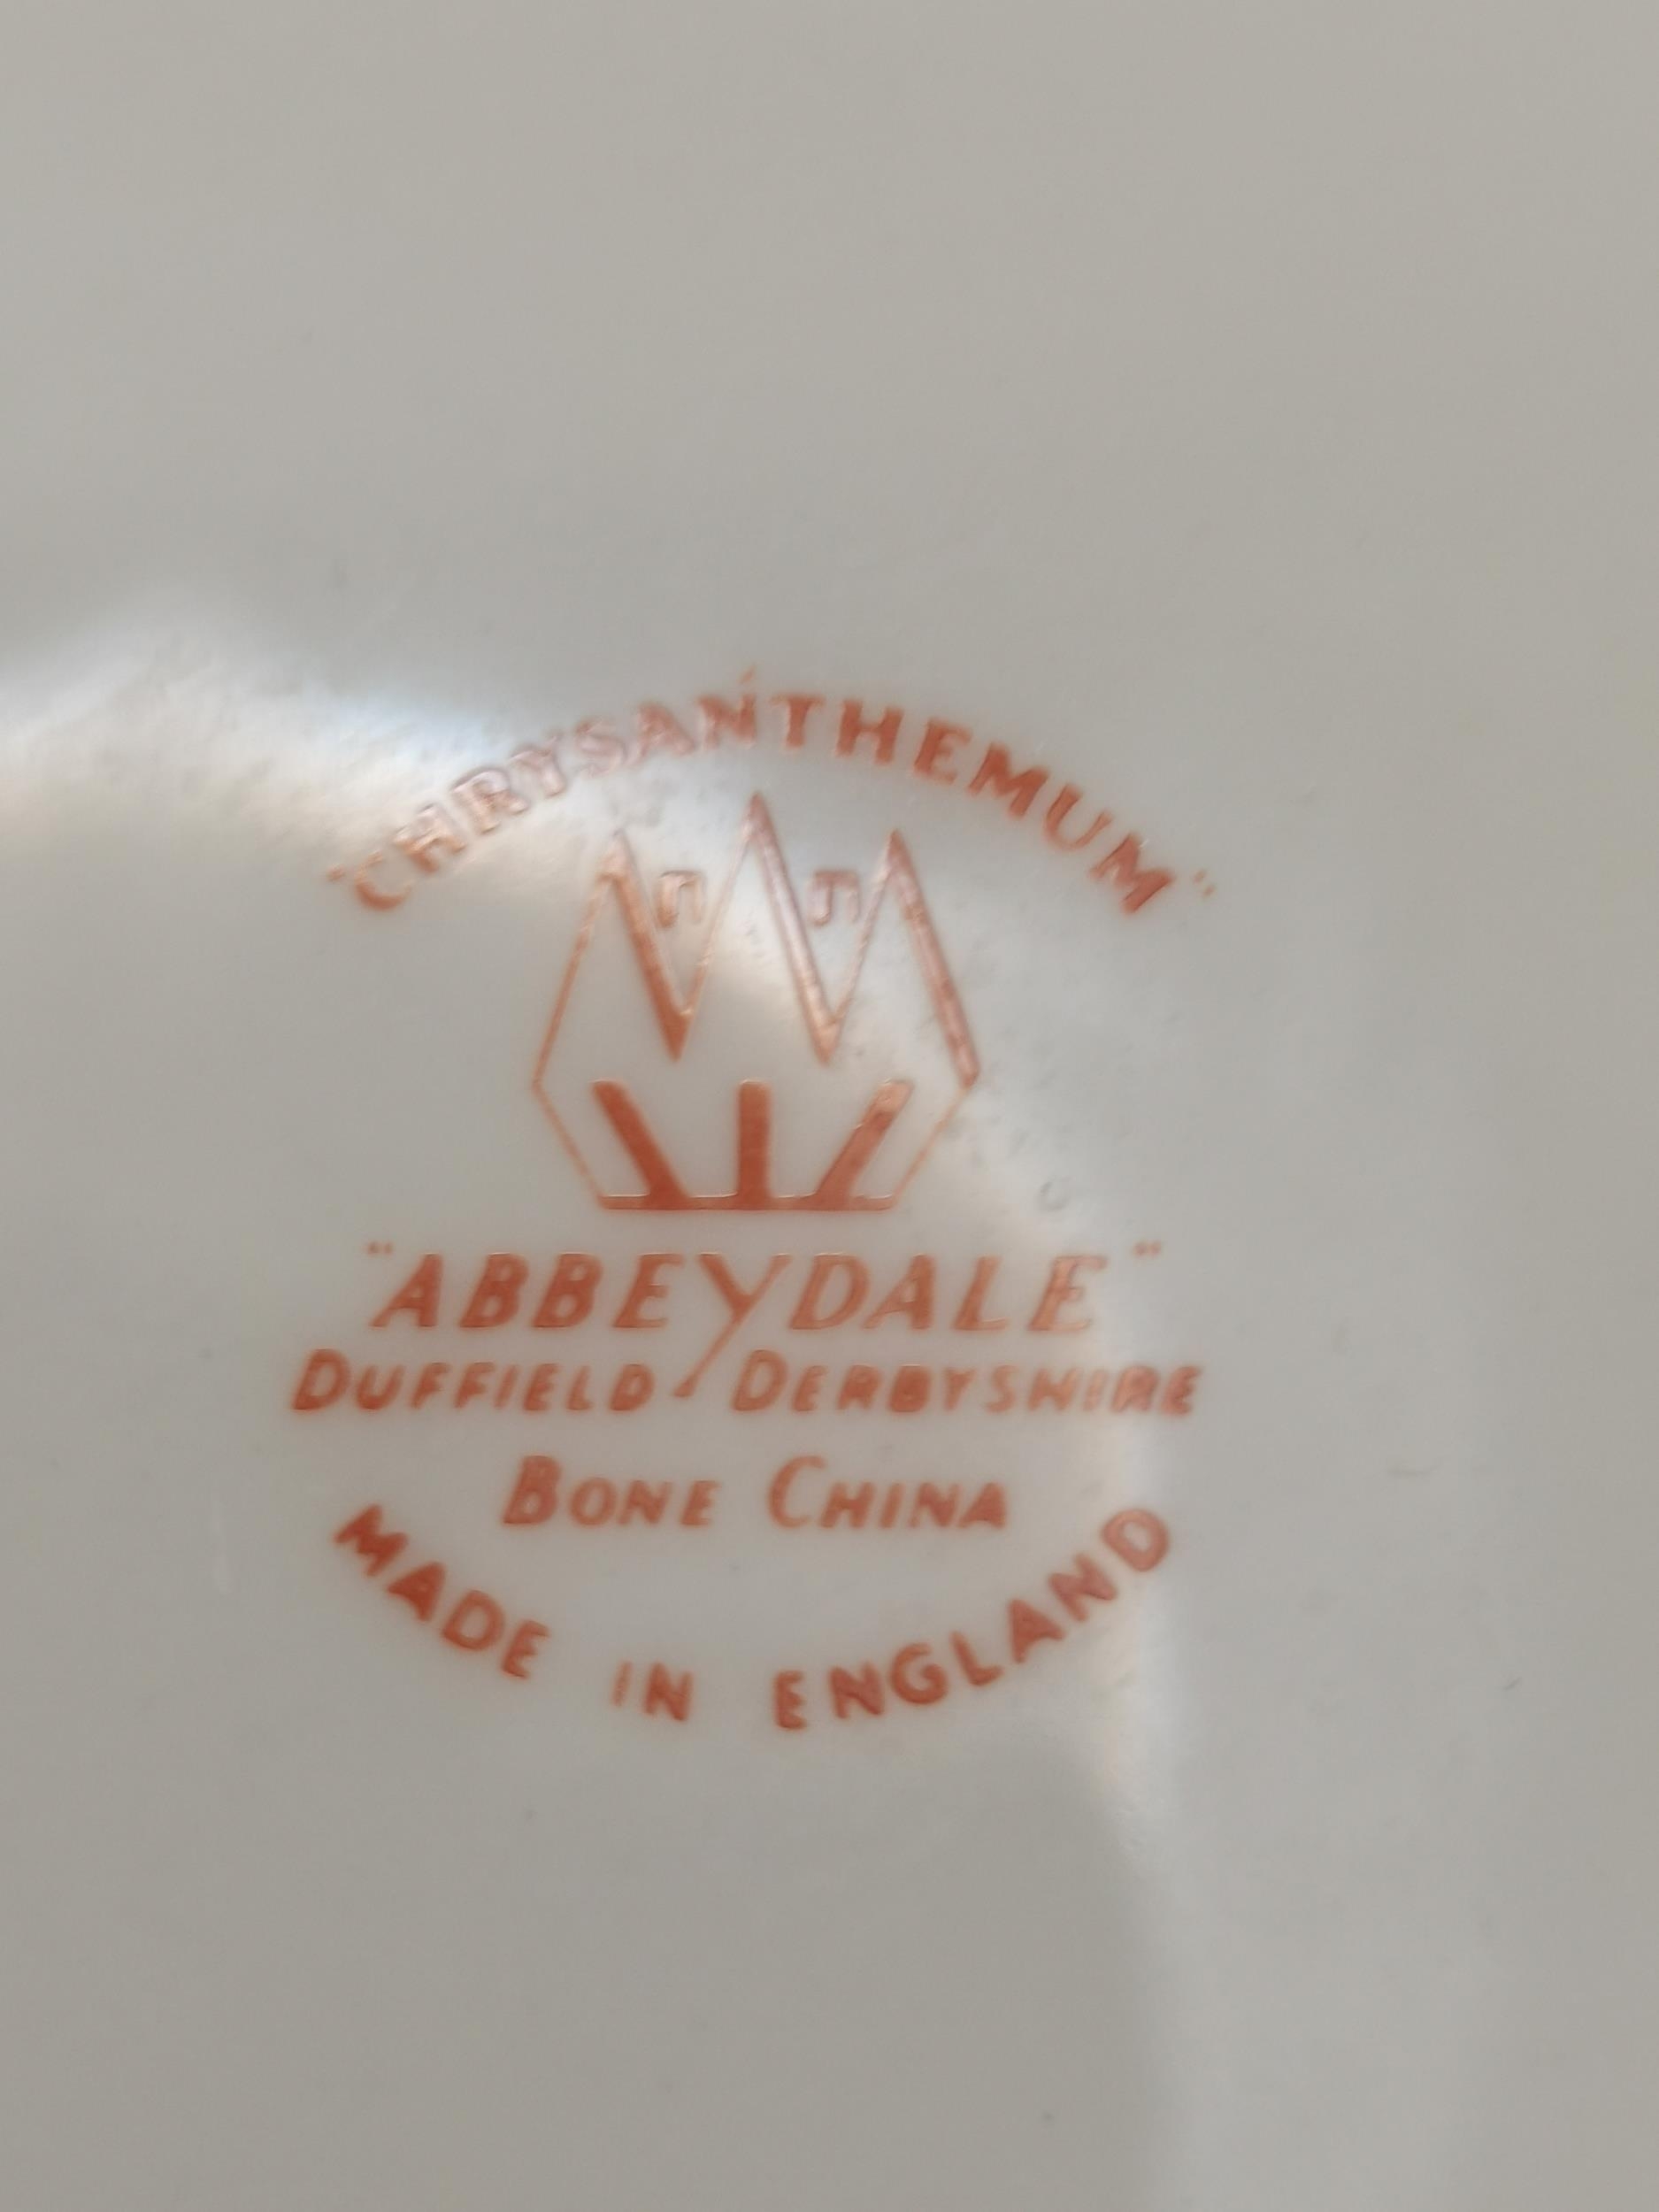 "CHRYSANTHEMUM"
"ABBEYDALE"
DUFFIELD DERBYSHIRE
BONE CHINA
MADE IN ENGLAND